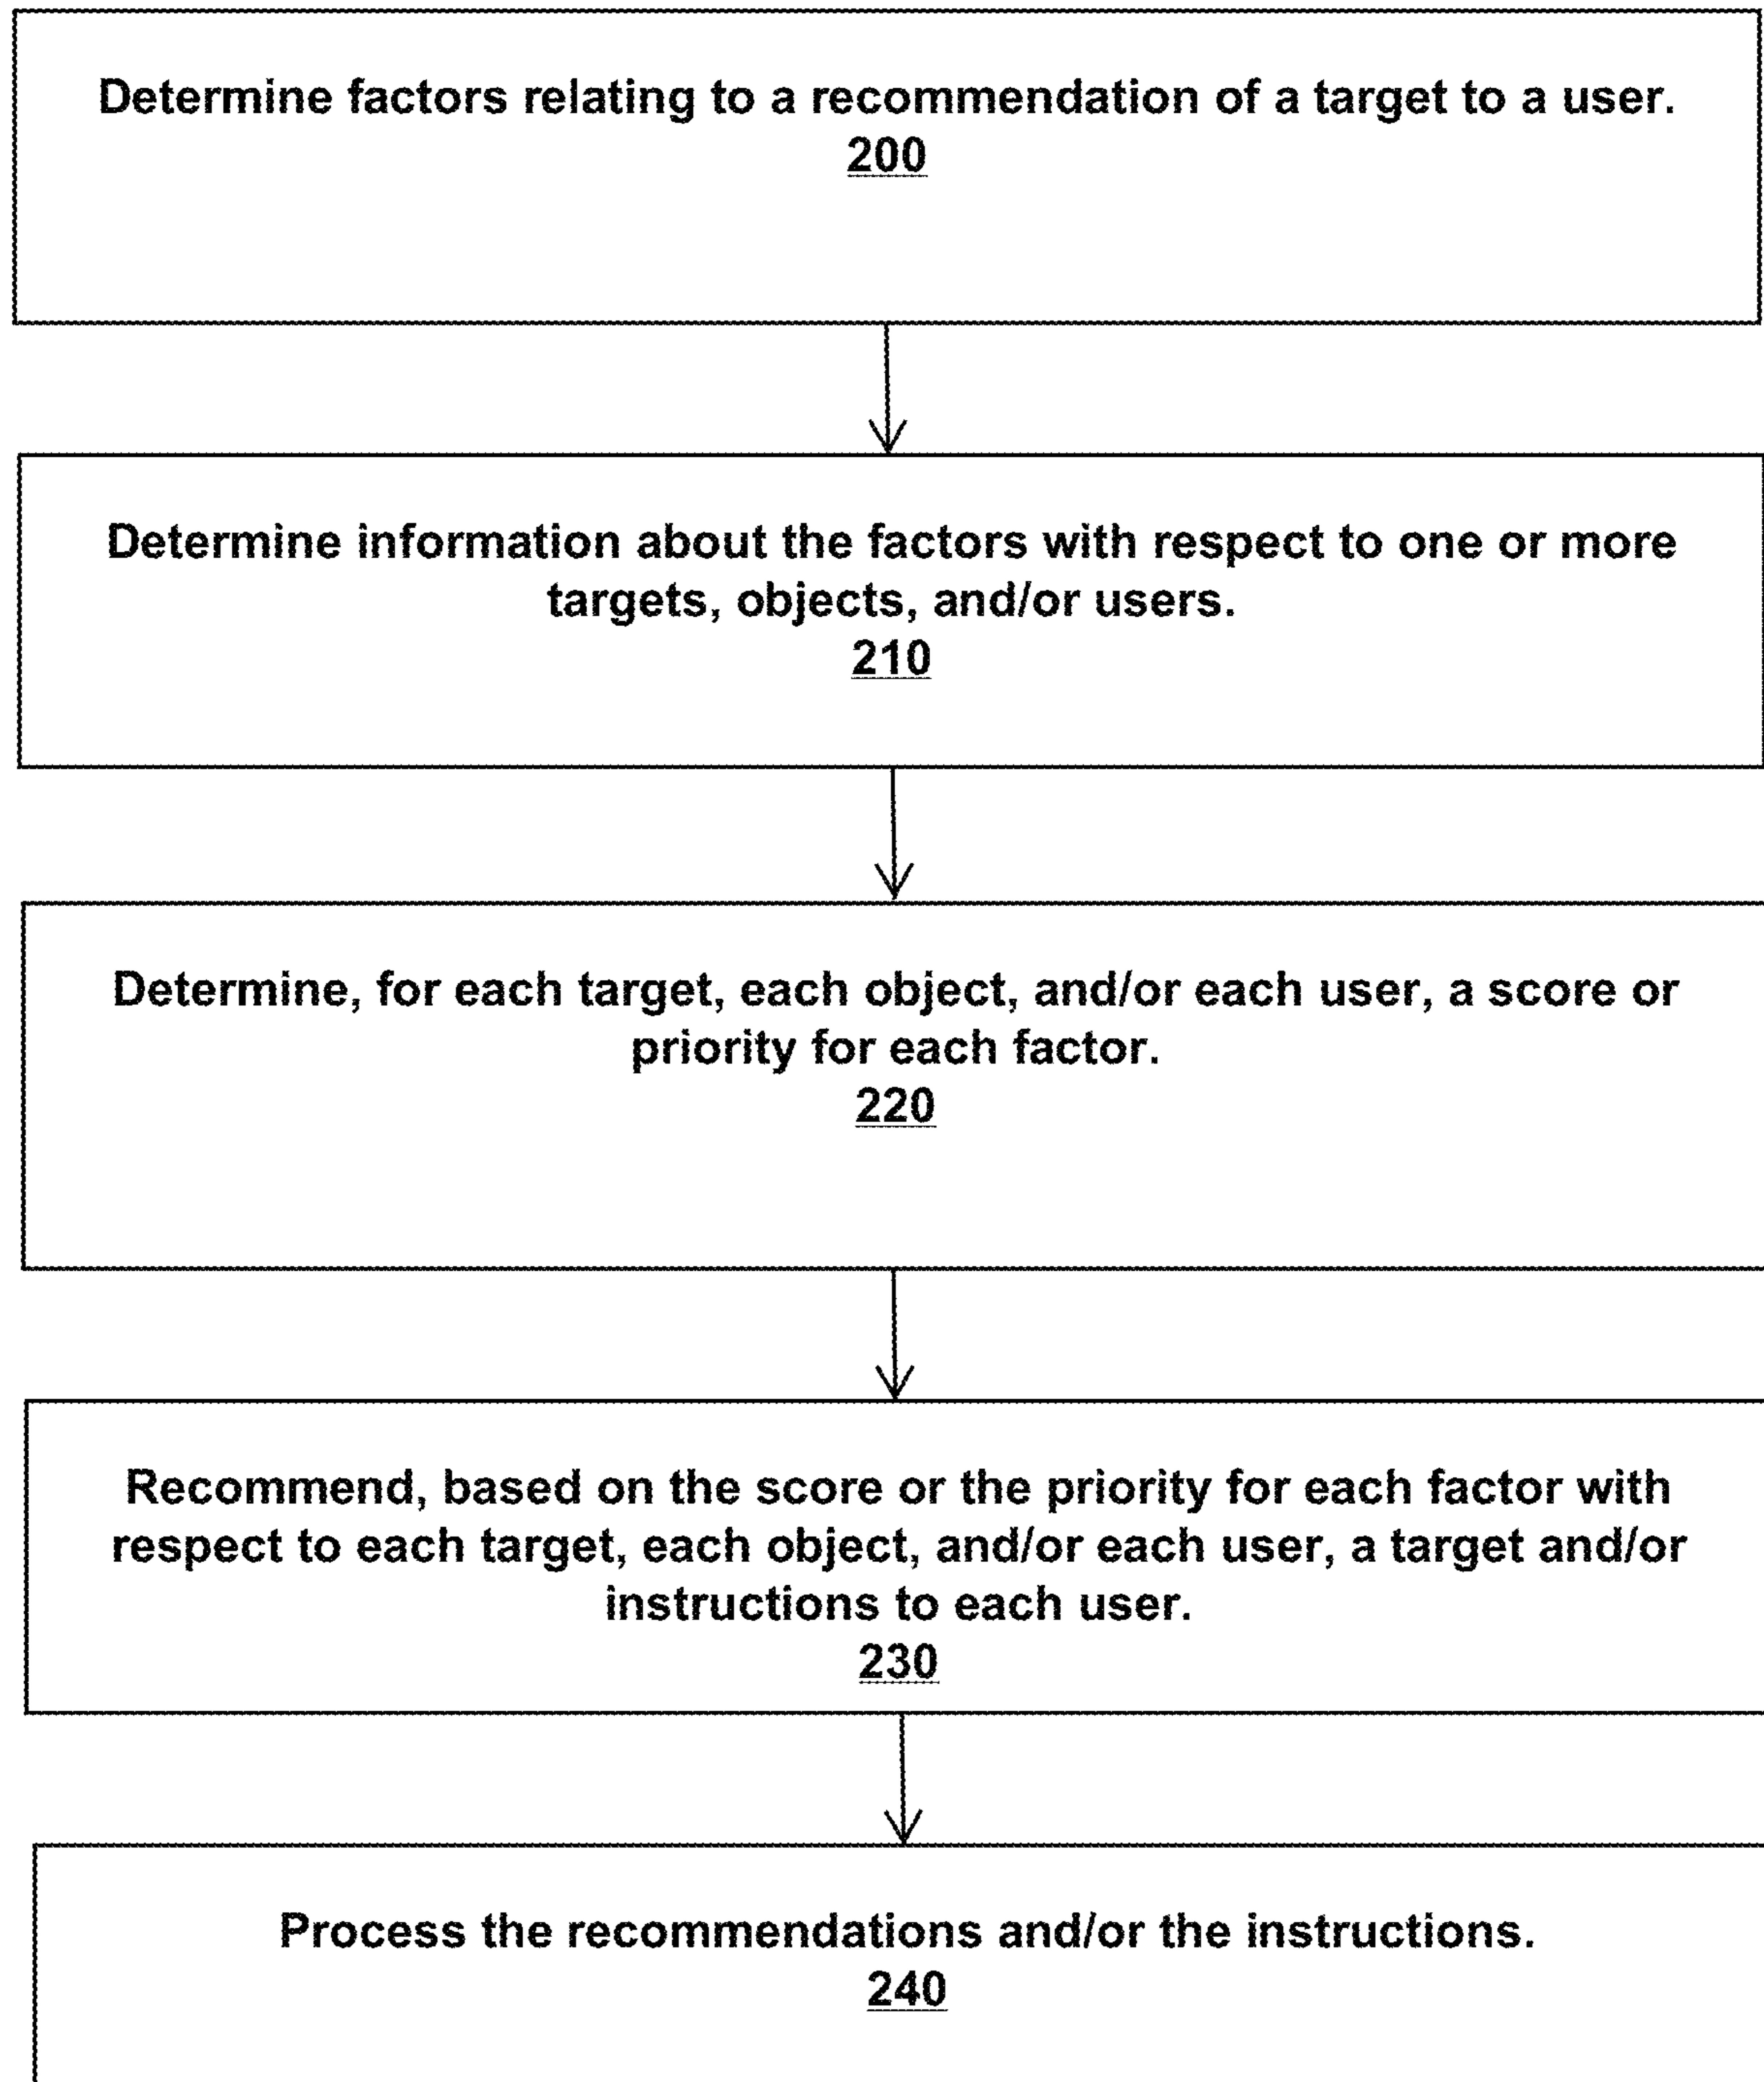 Determine factors relating to a recommendation of a target to a user.
200
Determine information about the factors with respect to one or more
targets, objects, and/or users.
210
Determine, for each target, each object, and/or each user, a score or
priority for each factor.
220
Recommend, based on the score or the priority for each factor with
respect to each target, each object, and/or each user, a target and/or
instructions to each user.
230
Process the recommendations and/or the instructions.
240